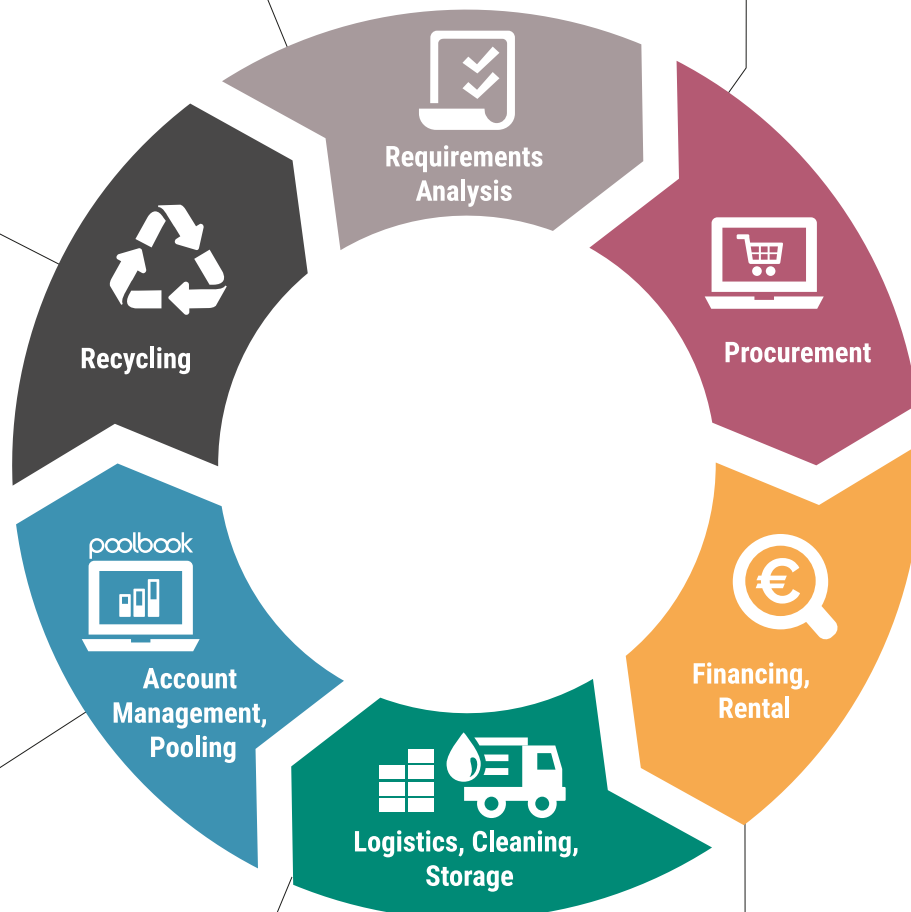 Requirements
Analysis
Procurement
Financing,
Rental
Logistics, Cleaning,
Storage
poolbook
Account
Management,
Pooling
Recycling